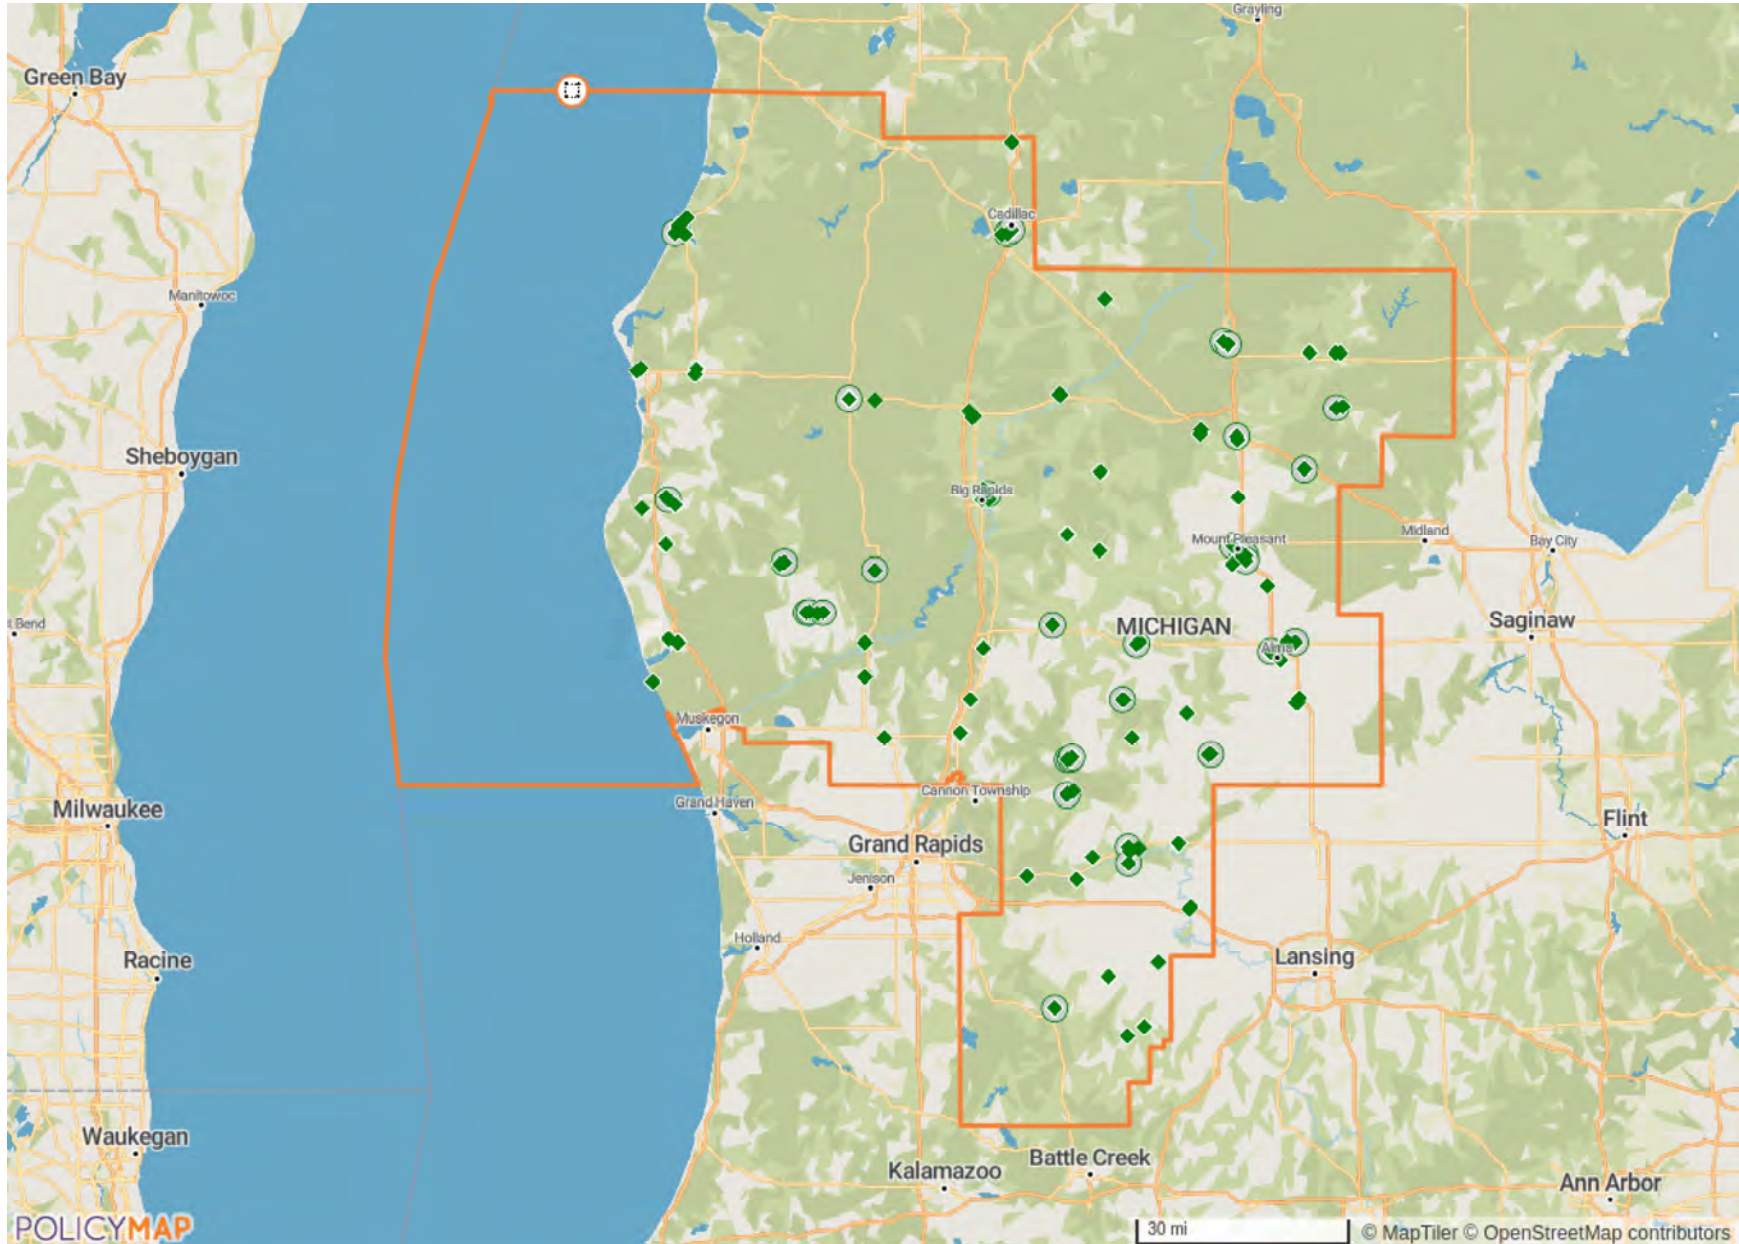 Grayling
Green Bay
Cadillac
Manitowoc
Sheboygan
Big Rapids
Midland
Mount Pleasant
Bay City
t Bend
MICHIGAN
Saginaw
Alma
Muskegon
Cannon Township
Grand Haven
Milwaukee
Flint
Grand Rapids
Jenison
Holland
Racine
Lansing
Waukegan
Battle Creek
Kalamazoo
Ann Arbor
POLICYMAP
30 mi
© MapTiler © OpenStreetMap contributors